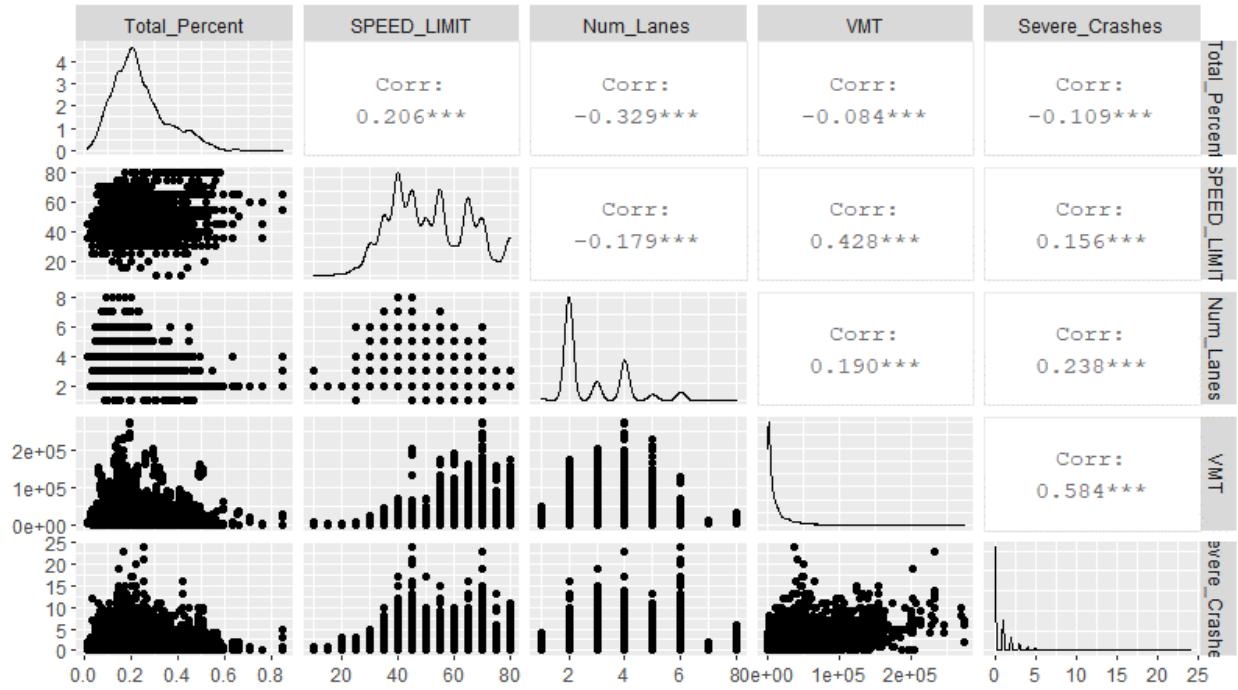 Total_Percent SPEED_LIMIT Num_Lanes VMT Severe_Crashes
4
3
2
1
0
Corr:
0.206***
Corr:
-0.329***
Corr:
-0.084***
Corr:
-0.109***
Total_Percent
80
60
40
20
Corr:
-0.179***
Corr:
0.428***
Corr:
0.156***
SPEED_LIMIT
8
6
4
2
Corr:
0.190***
Corr:
0.238***
Num_Lanes
2e+05
1e+05
0e+00
Corr:
0.584***
VMT
25
20
15
10
5
0
evere_Crashe
0.0 0.2 0.4 0.6 0.8 20 40 60 80 2 4 6 8 0e+00 1e+05 2e+05 0 5 10 15 20 25